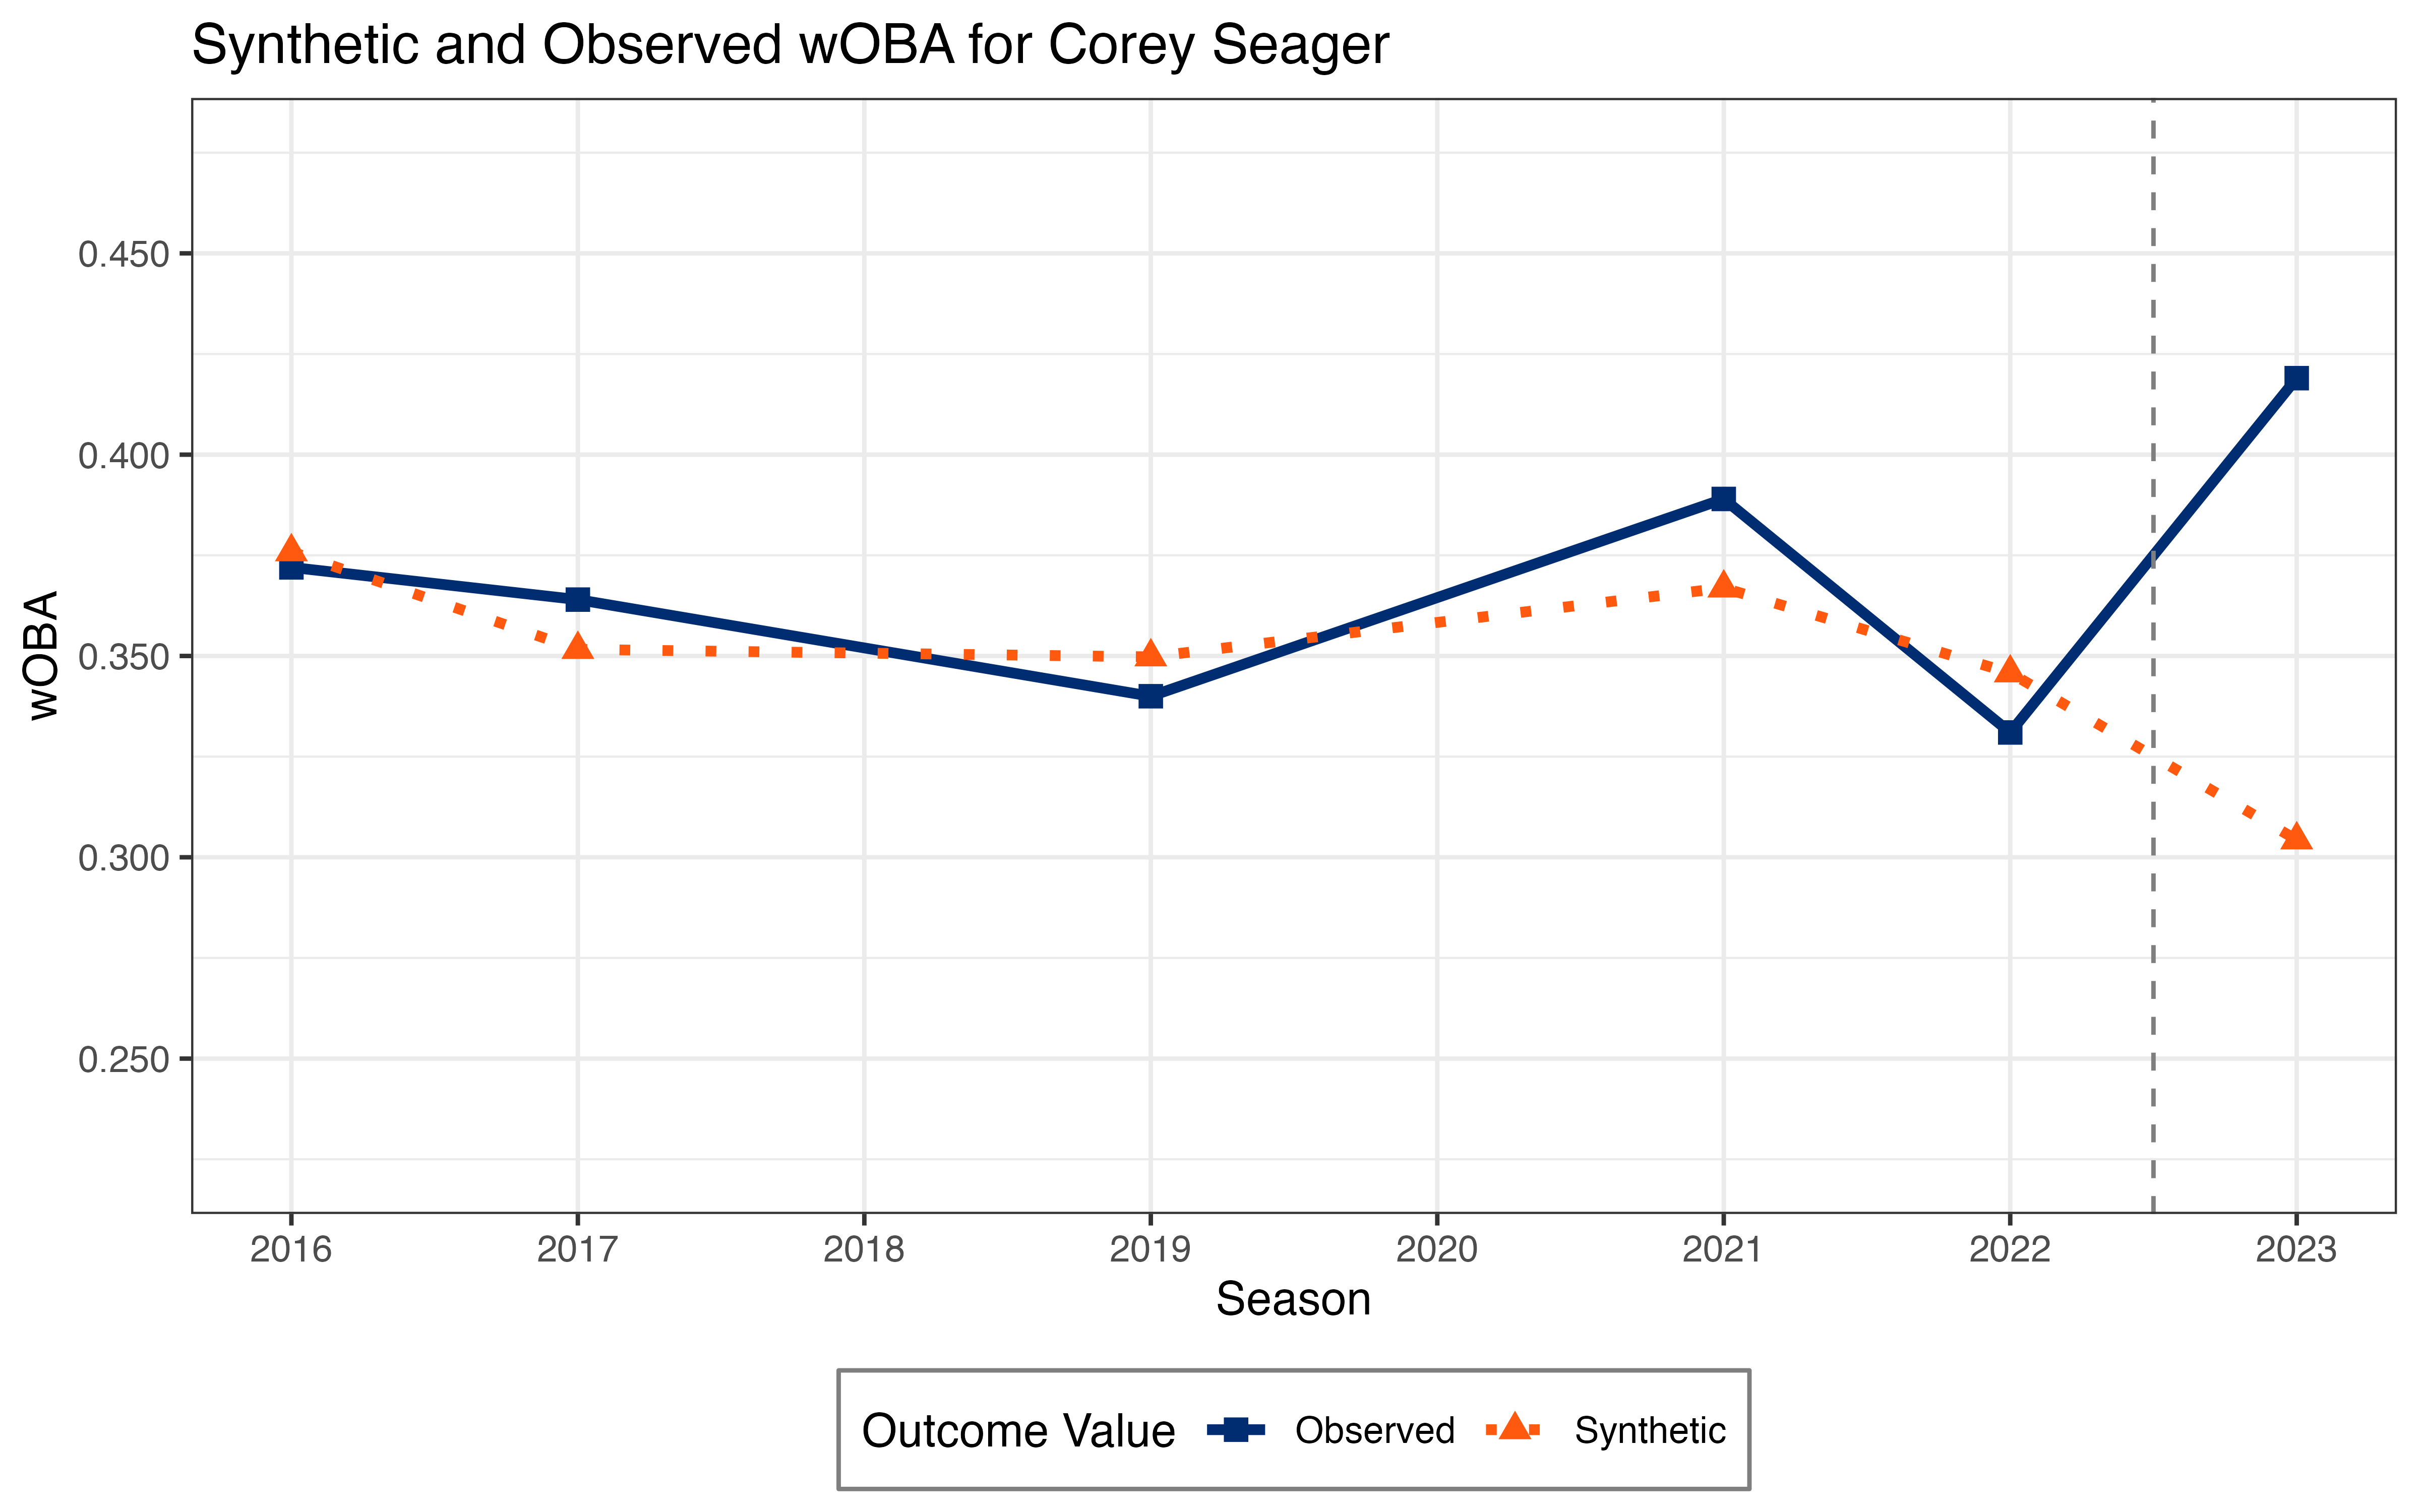 Synthetic and Observed wOBA for Corey Seager
wOBA
0.450
0.400
0.350
0.300
0.250
2016 2017 2018 2019 2020 2021 2022 2023
Season
Outcome Value Observed Synthetic